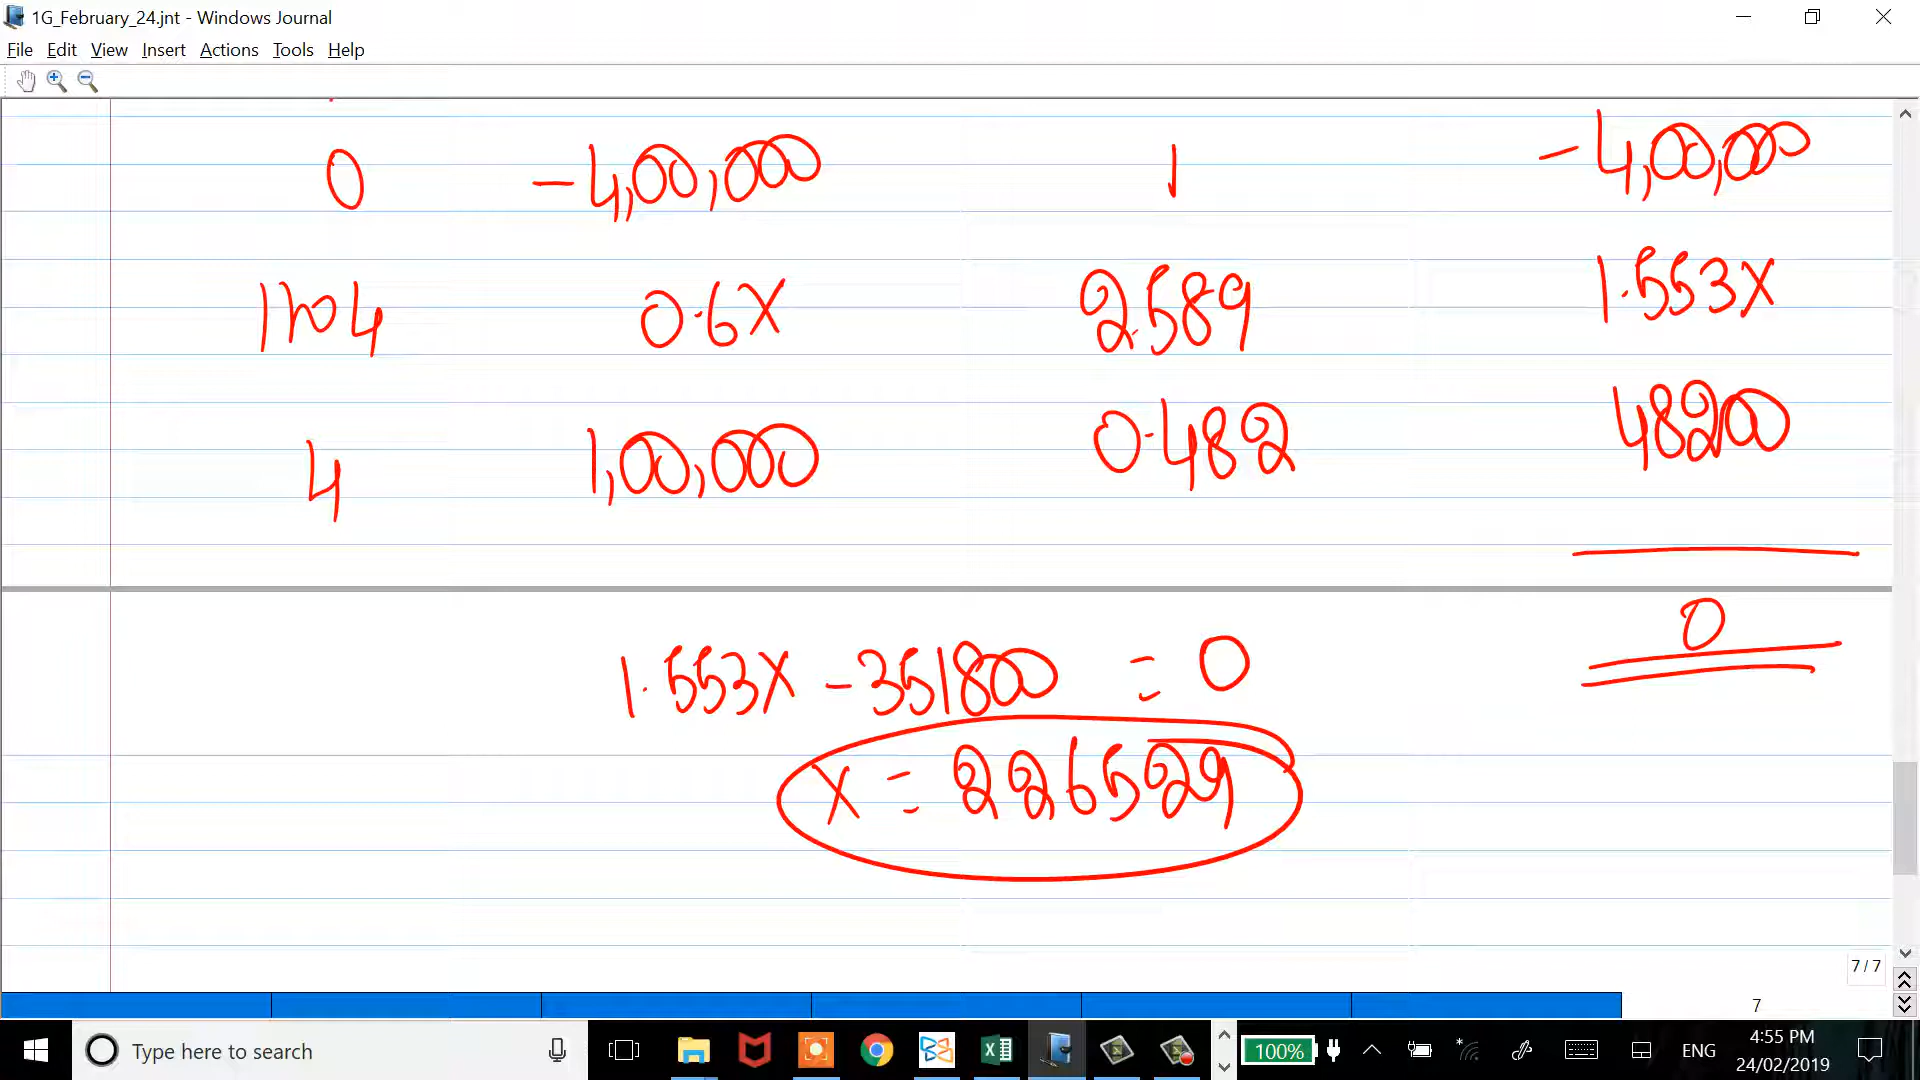 1G_February_24.jnt - Windows Journal
File Edit View Insert Actions Tools Help
0 -4,00,000 1 -4,00,000
1to4 0.6x 2.589 1.553x
4 1,00,000 0.482 48200
0
1.553x - 351800 = 0
x = 226529
7 / 7
7
Type here to search 100% ENG 4:55 PM
24/02/2019